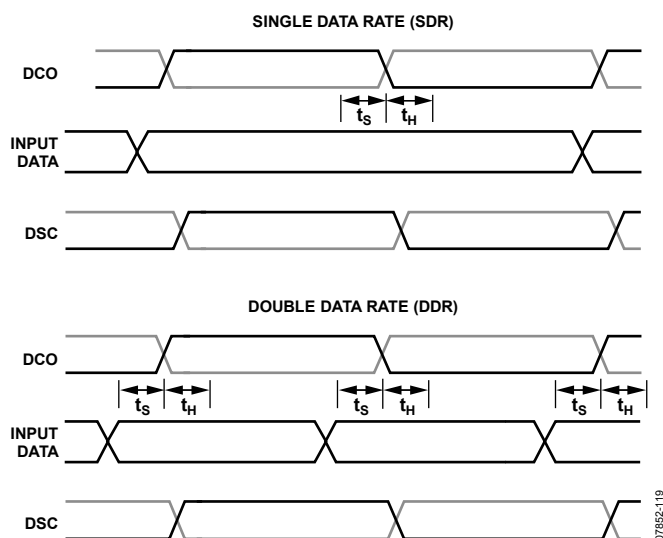 SINGLE DATA RATE (SDR)
DCO
tS tH
INPUT
DATA
DSC
DOUBLE DATA RATE (DDR)
DCO
tS tH tS tH tS tH
INPUT
DATA
DSC
07852-119